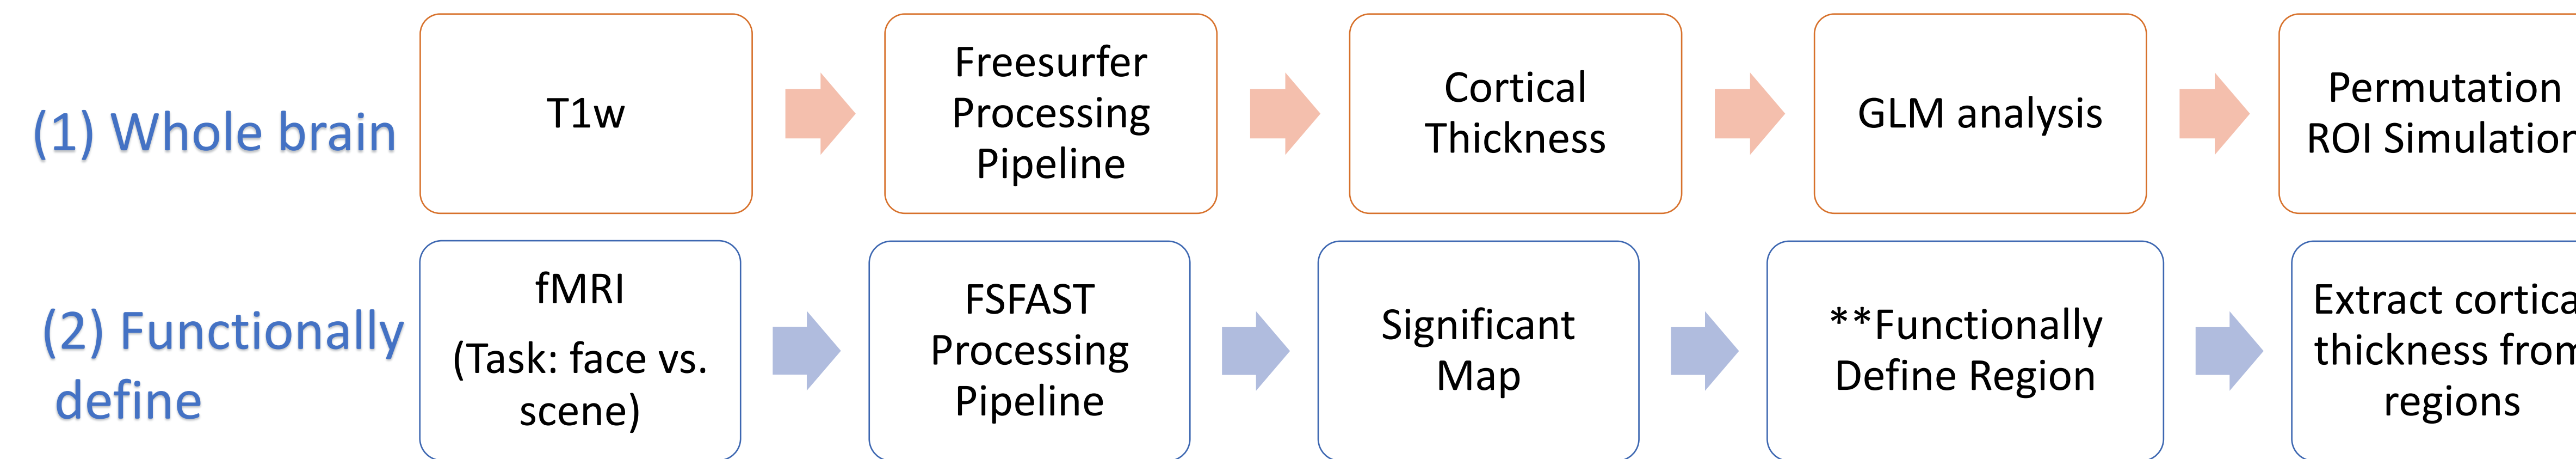 (1) Whole brain
T1w
Freesurfer
Processing
Pipeline
Cortical
Thickness
GLM analysis
Permutation
ROI Simulation
(2) Functionally
define
fMRI
(Task: face vs.
scene)
FSFAST
Processing
Pipeline
Significant
Map
**Functionally
Define Region
Extract cortica
thickness from
regions